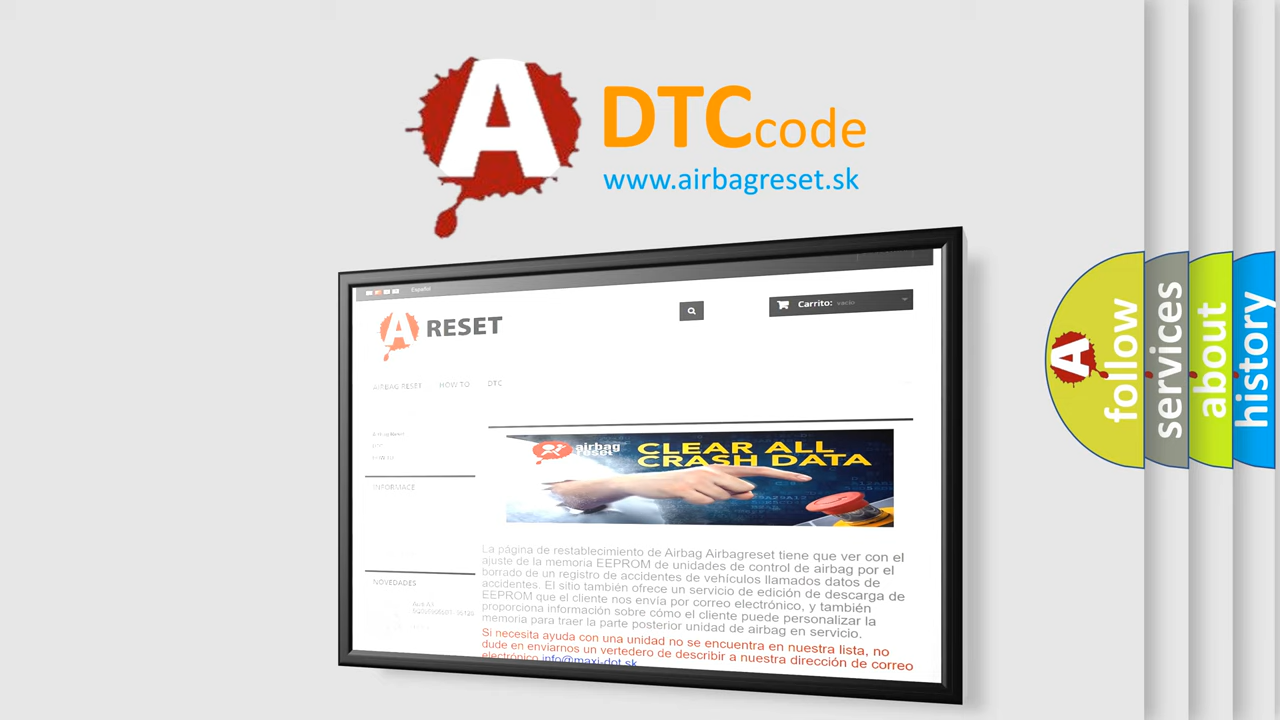 A
DTCcode
www.airbagreset.sk
Español
A RESET
Carrito: vacío
AIRBAG RESET HOW TO DTC
INFORMACE
NOVEDADES
airbag
reset
CLEAR ALL
CRASH DATA
La página de restablecimiento de Airbag Airbagreset tiene que ver con el
ajuste de la memoria EEPROM de unidades de control de airbag por el
borrado de un registro de accidentes de vehículos llamados datos de
accidentes. El sitio también ofrece un servicio de edición de descarga de
EEPROM que el cliente nos envía por correo electrónico, y también
proporciona información sobre cómo el cliente puede personalizar la
memoria para traer la parte posterior unidad de airbag en servicio.
Si necesita ayuda con una unidad no se encuentra en nuestra lista, no
dude en enviarnos un vertedero de describir a nuestra dirección de correo
electrónico info@maxi-dot.sk
A
follow
services
about
history